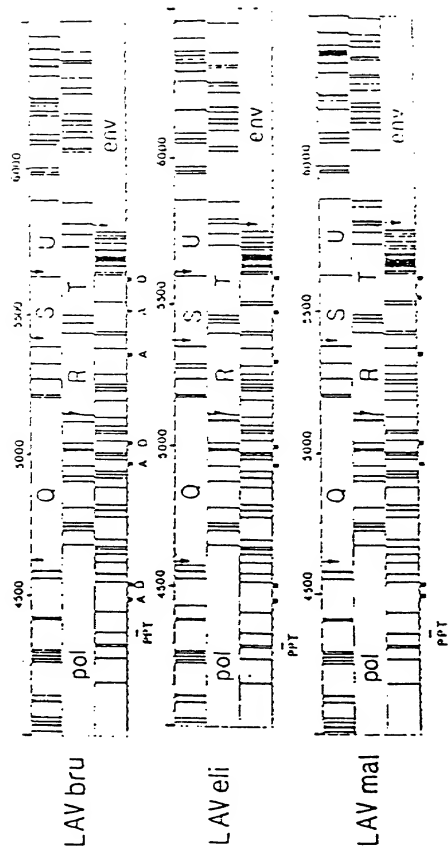 LAV bru
4500 5000 5500 6000
pol Q R S T U env
PPT A D A D A A D
LAV eli
4500 5000 5500 6000
pol Q R S T U env
PPT
LAV mal
4500 5000 5500 6000
pol Q R S T U env
PPT